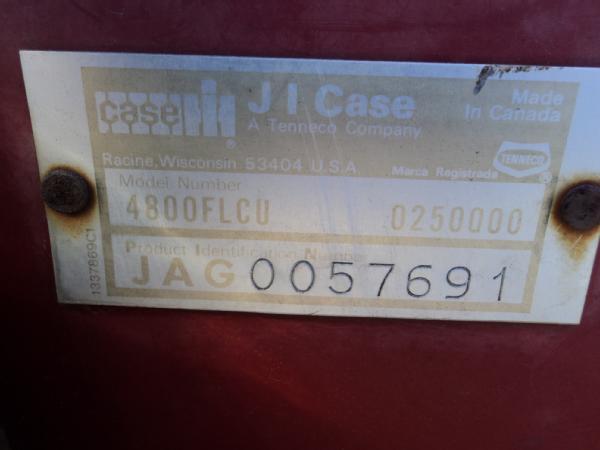 case IH ®
J I Case
A Tenneco Company
Made
In Canada
Racine, Wisconsin 53404 U.S.A.
Marca Registrada
TENNECO
Model Number
4800FLCU 0250000
Product Identification Number
JAG0057691
1337869C1